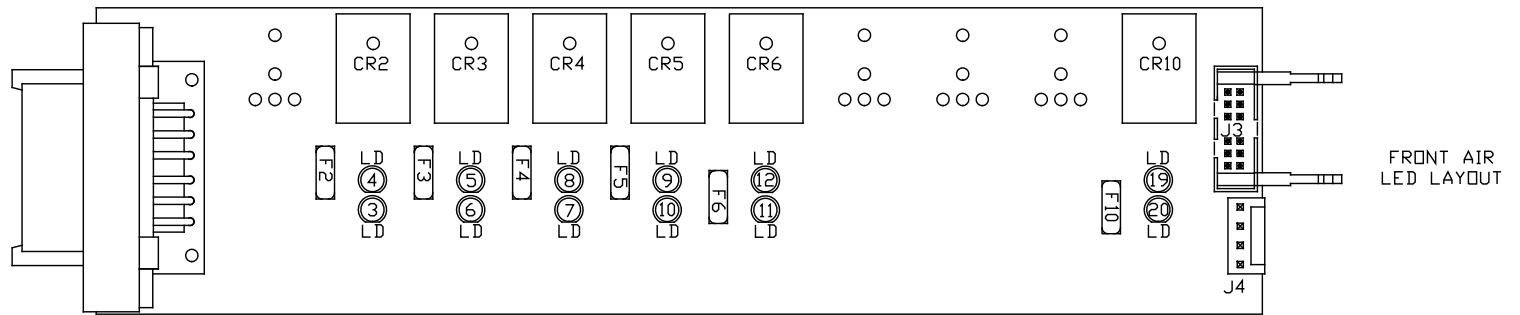 CR2 CR3 CR4 CR5 CR6 CR10
J3
FRONT AIR
LED LAYOUT
LD LD LD LD LD LD
F2 4 F3 5 F4 8 F5 9 F6 12 F10 19
3 6 7 10 11 20
LD LD LD LD LD LD
J4